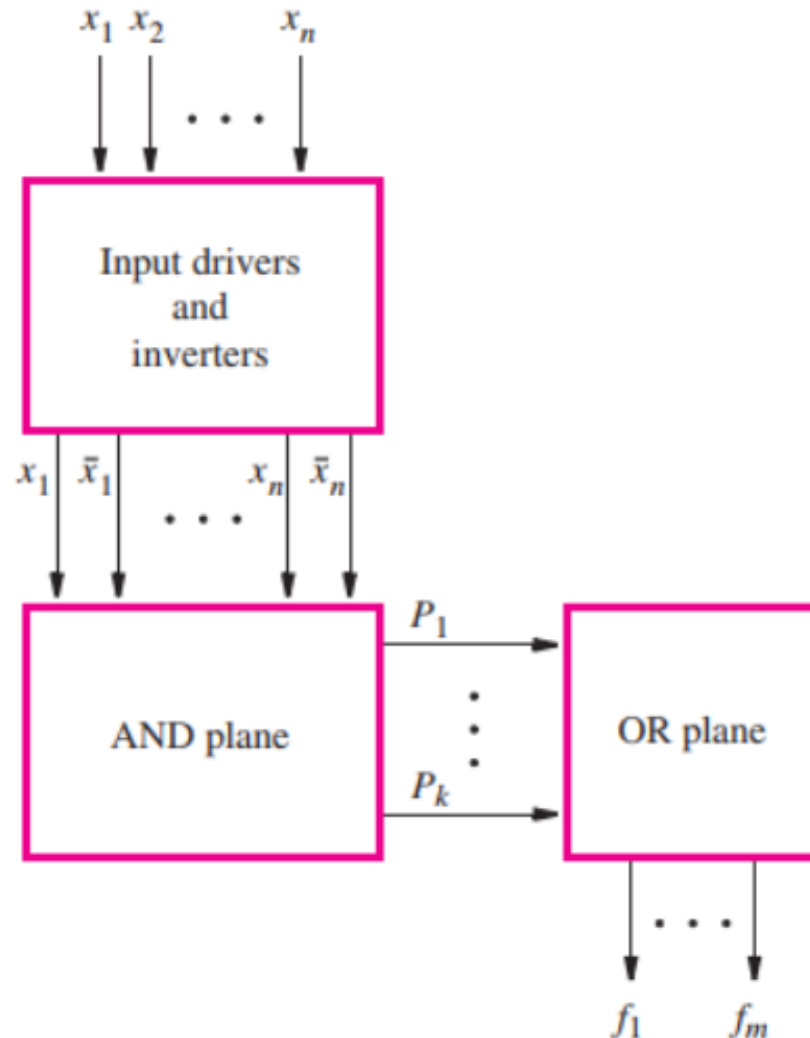 x₁ x₂ . . . xₙ
Input drivers
and
inverters
x₁ x̄₁ . . . xₙ x̄ₙ
P₁
AND plane
OR plane
Pₖ
. . .
f₁ fₘ